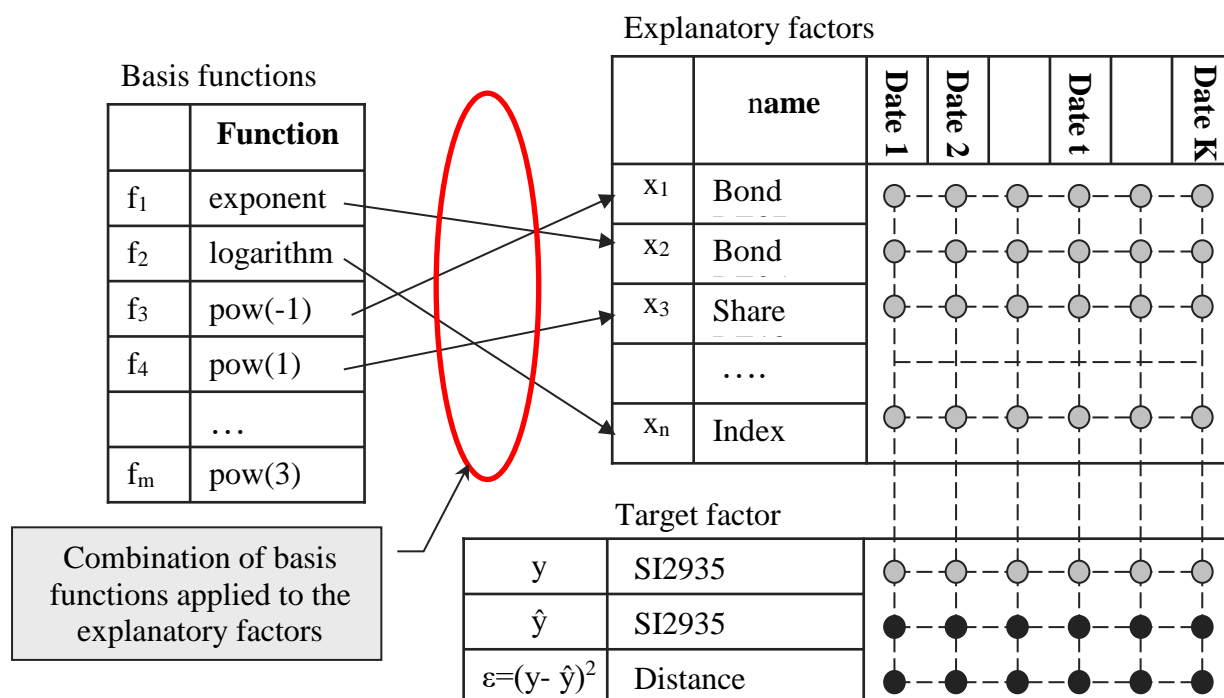 Explanatory factors
name Date 1 Date 2 Date t Date K
x1 Bond
x2 Bond
x3 Share
….
xn Index
Basis functions
Function
f1 exponent
f2 logarithm
f3 pow(-1)
f4 pow(1)
…
fm pow(3)
Combination of basis
functions applied to the
explanatory factors
Target factor
y SI2935
ŷ SI2935
ε=(y- ŷ)² Distance